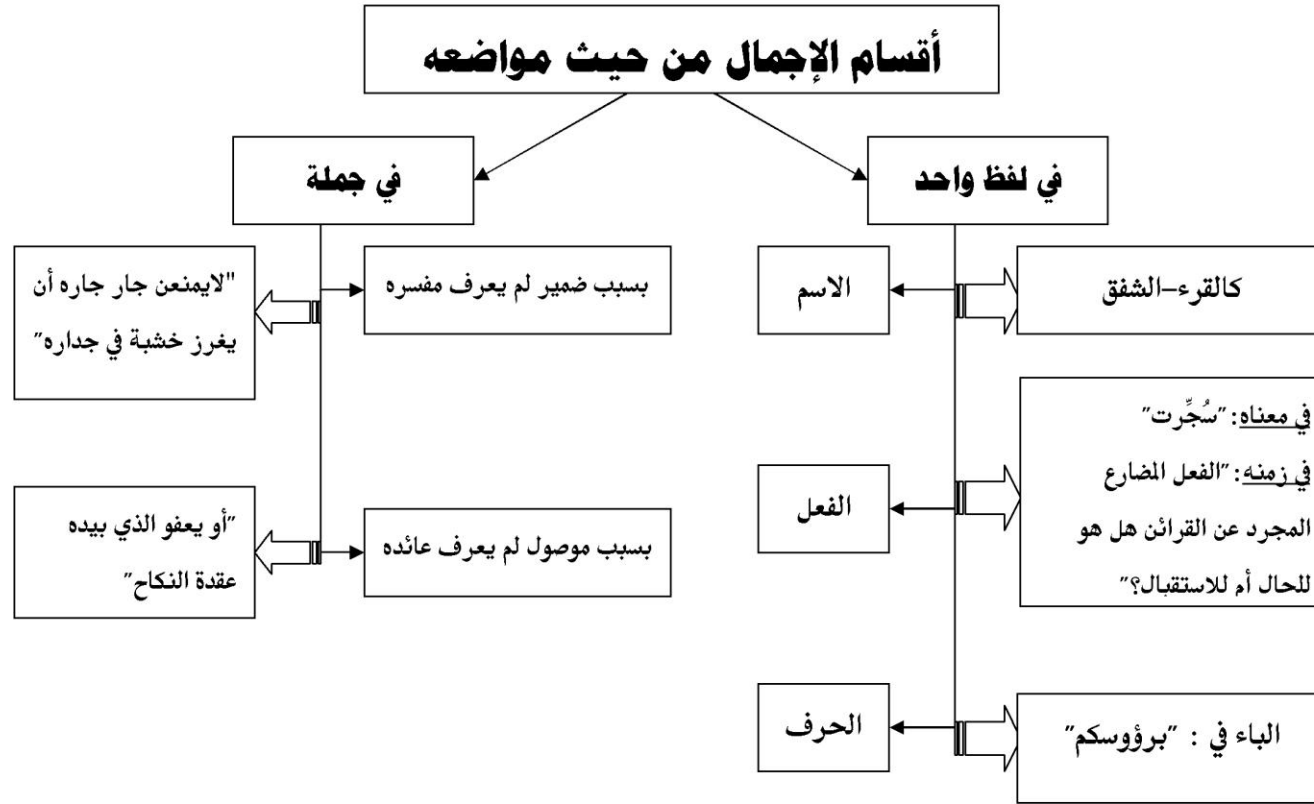 أقسام الإجمال من حيث مواضعه
في لفظ واحد
كالقرء–الشفق
الاسم
في معناه: "سُجِّرت"
في زمنه: "الفعل المضارع
المجرد عن القرائن هل هو
للحال أم للاستقبال؟"
الفعل
الباء في : "برؤوسكم"
الحرف
في جملة
بسبب ضمير لم يعرف مفسره
"لايمنعن جار جاره أن
يغرز خشبة في جداره"
بسبب موصول لم يعرف عائده
"أو يعفو الذي بيده
عقدة النكاح"